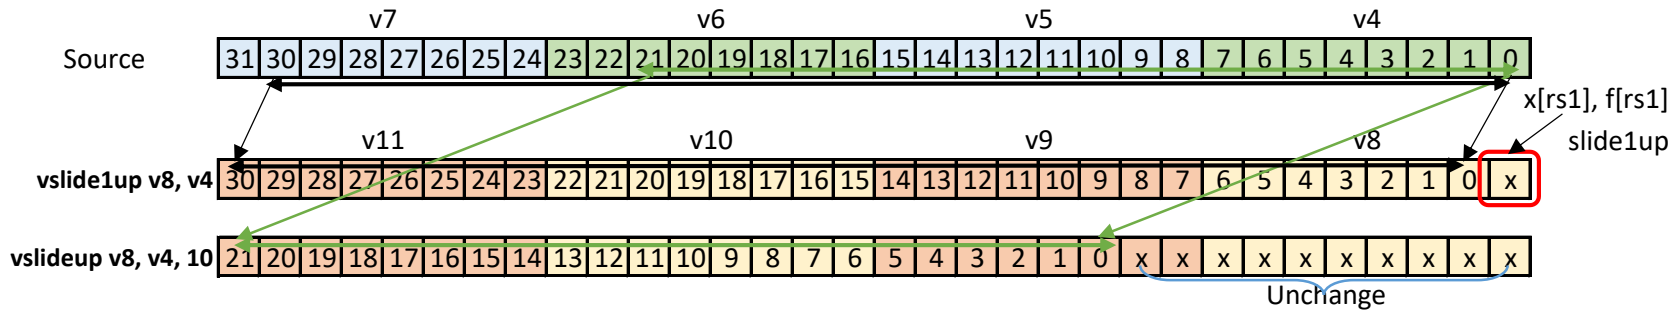 v7 v6 v5 v4
Source 31 30 29 28 27 26 25 24 23 22 21 20 19 18 17 16 15 14 13 12 11 10 9 8 7 6 5 4 3 2 1 0
x[rs1], f[rs1]
slide1up
v11 v10 v9 v8
vslide1up v8, v4 30 29 28 27 26 25 24 23 22 21 20 19 18 17 16 15 14 13 12 11 10 9 8 7 6 5 4 3 2 1 0 x
vslideup v8, v4, 10 21 20 19 18 17 16 15 14 13 12 11 10 9 8 7 6 5 4 3 2 1 0 x x x x x x x x x x
Unchange